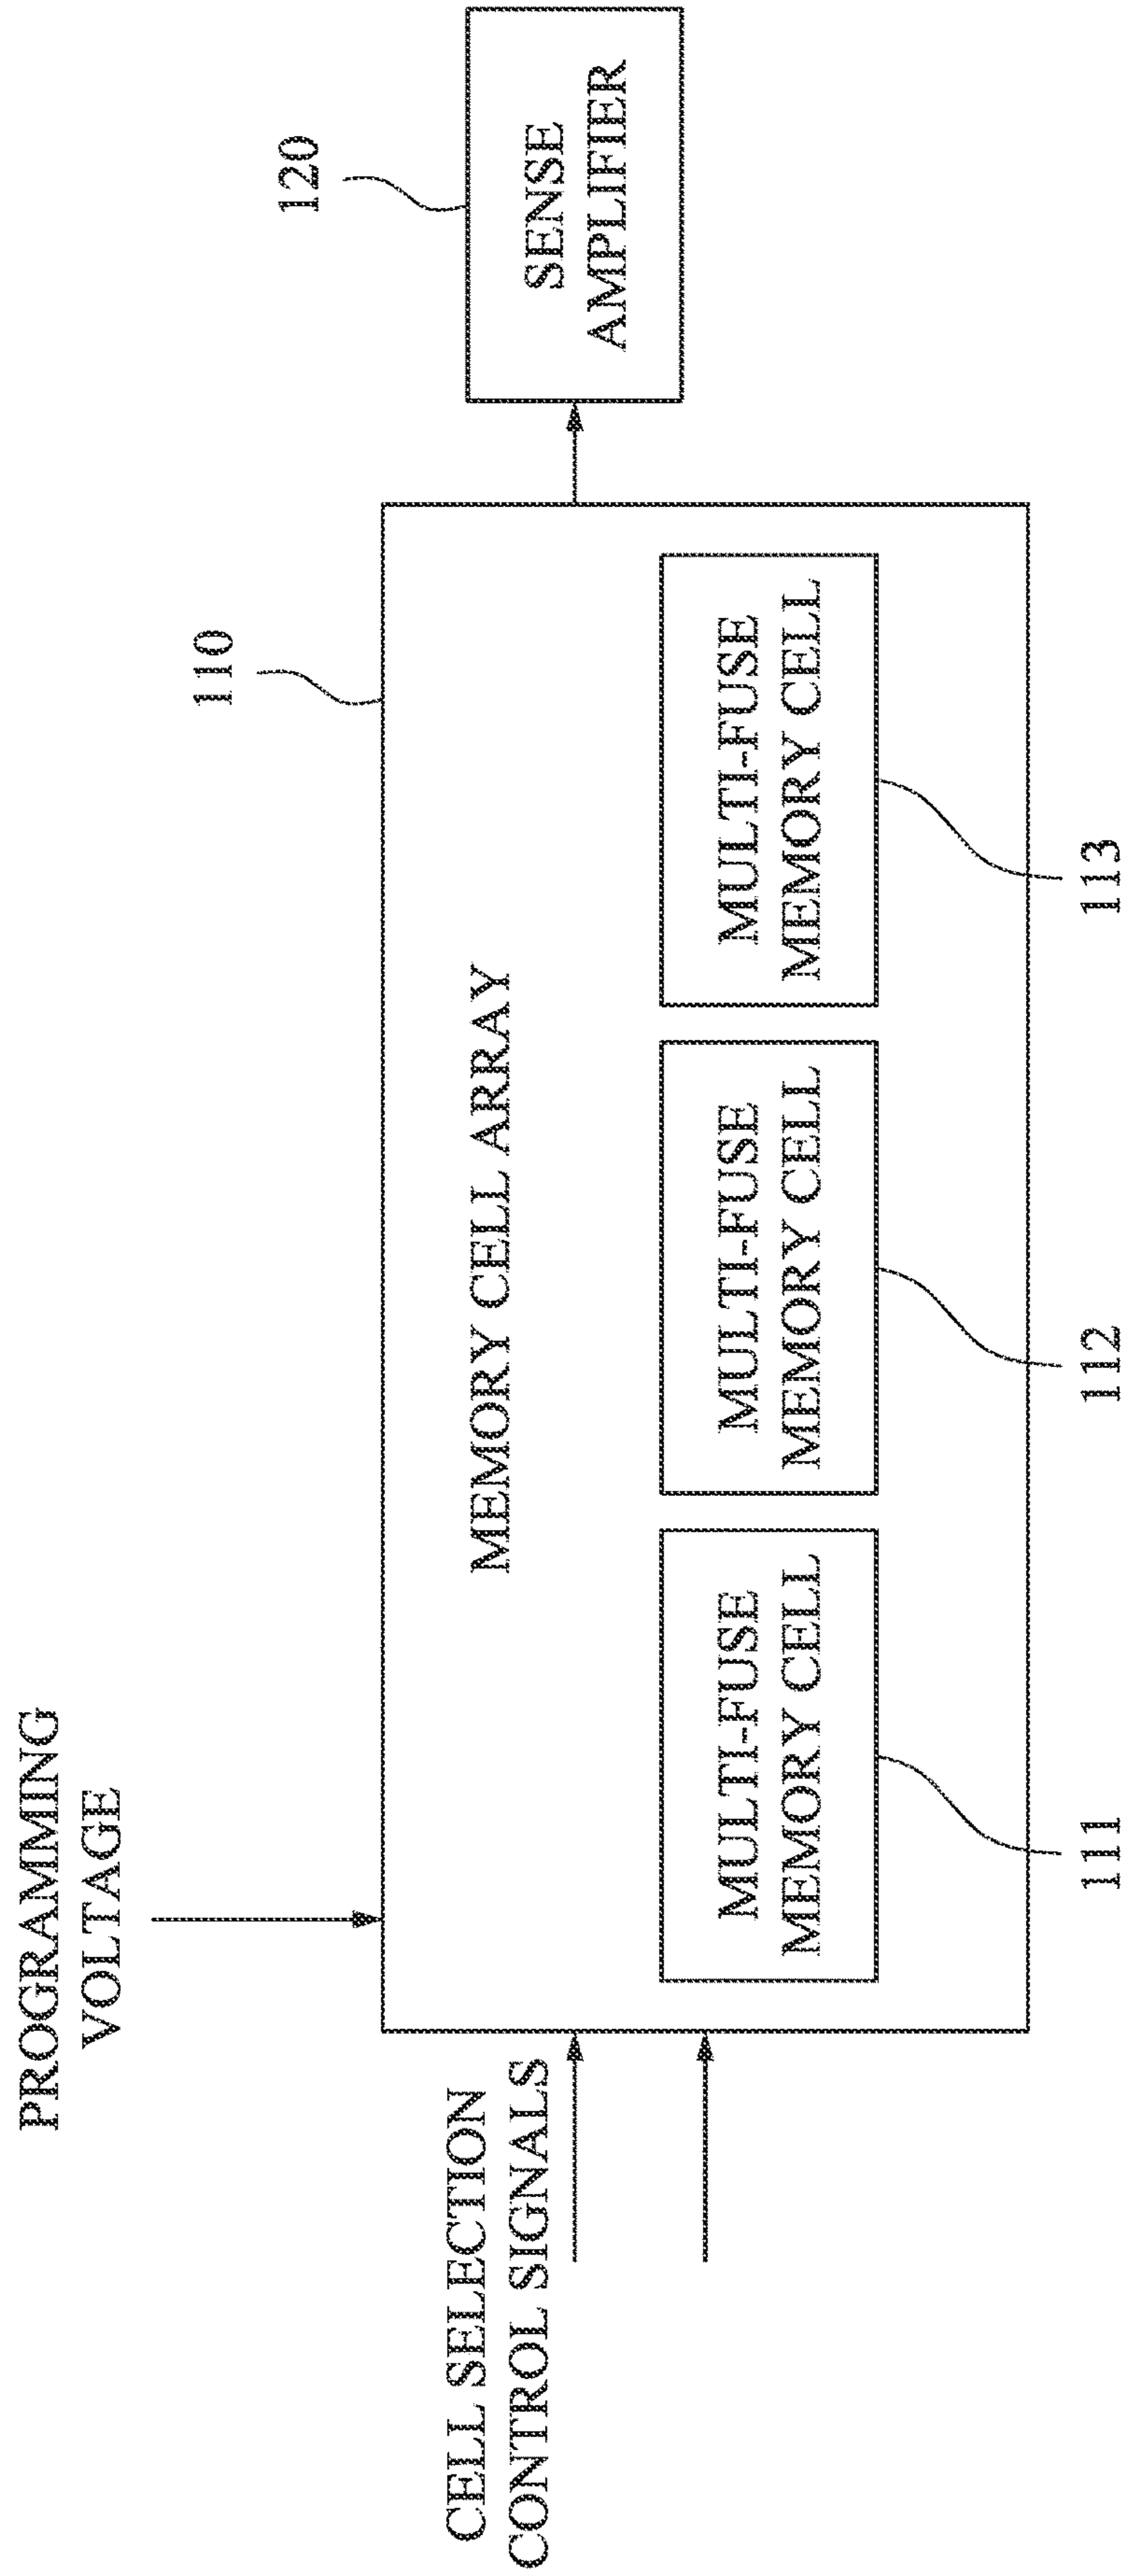 PROGRAMMING
VOLTAGE
CELL SELECTION
CONTROL SIGNALS
110
MEMORY CELL ARRAY
MULTI-FUSE
MEMORY CELL
111
MULTI-FUSE
MEMORY CELL
112
MULTI-FUSE
MEMORY CELL
113
120
SENSE
AMPLIFIER